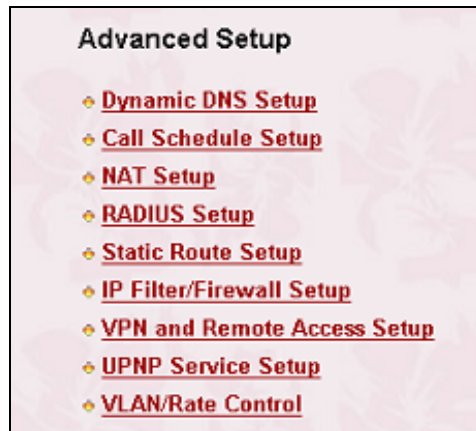 Advanced Setup
Dynamic DNS Setup
Call Schedule Setup
NAT Setup
RADIUS Setup
Static Route Setup
IP Filter/Firewall Setup
VPN and Remote Access Setup
UPNP Service Setup
VLAN/Rate Control